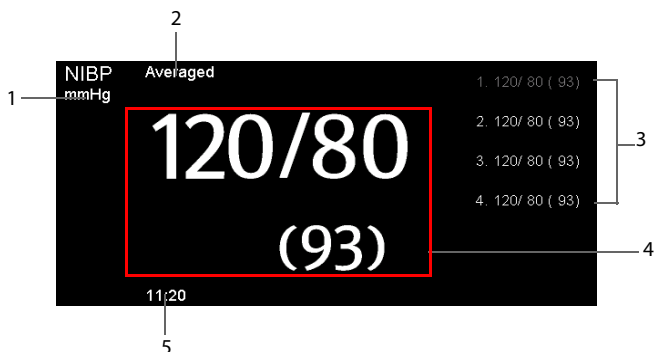 2
NIBP Averaged
mmHg
1
120/80
(93)
1. 120/ 80 ( 93)
2. 120/ 80 ( 93)
3. 120/ 80 ( 93)
4. 120/ 80 ( 93)
3
4
11:20
5